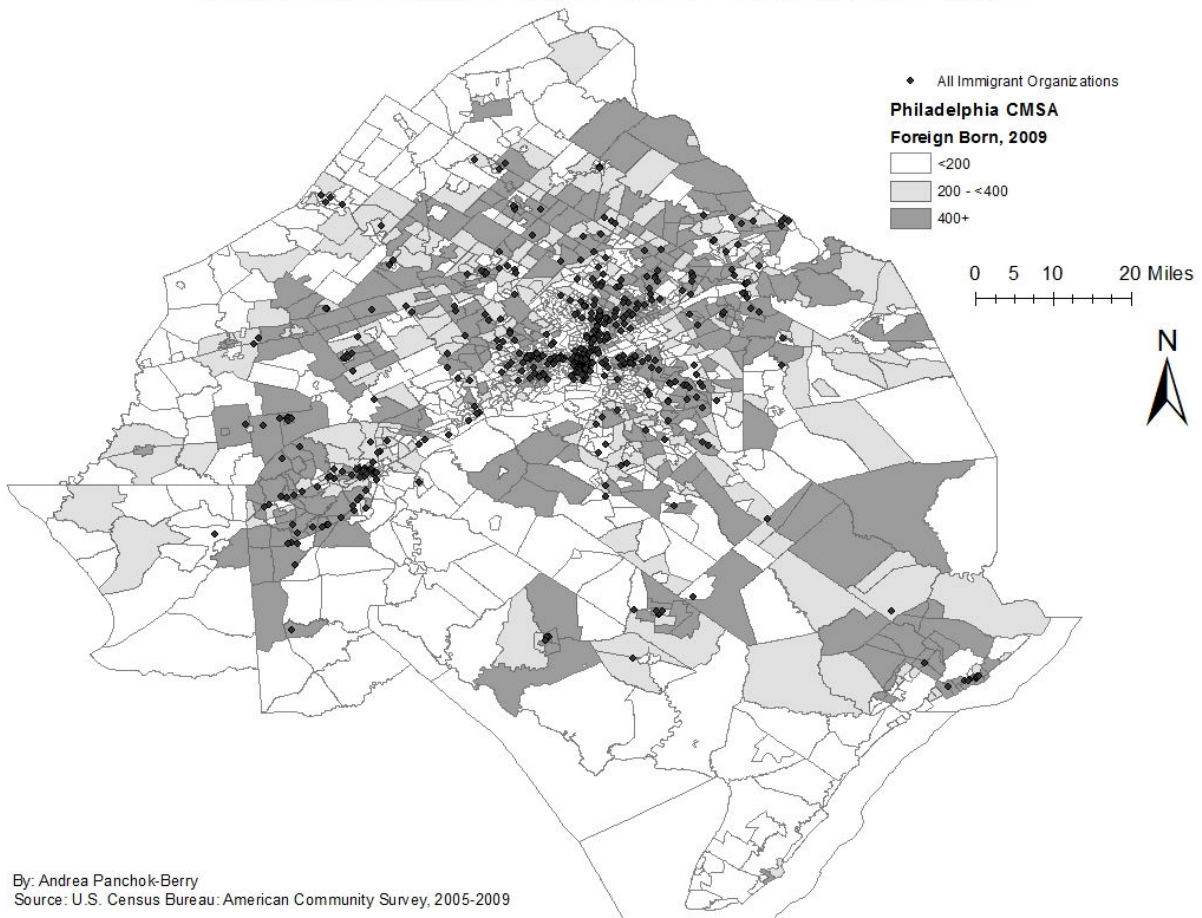 All Immigrant Organizations
Philadelphia CMSA
Foreign Born, 2009
<200
200 - <400
400+
0 5 10 20 Miles
N
By: Andrea Panchok-Berry
Source: U.S. Census Bureau: American Community Survey, 2005-2009